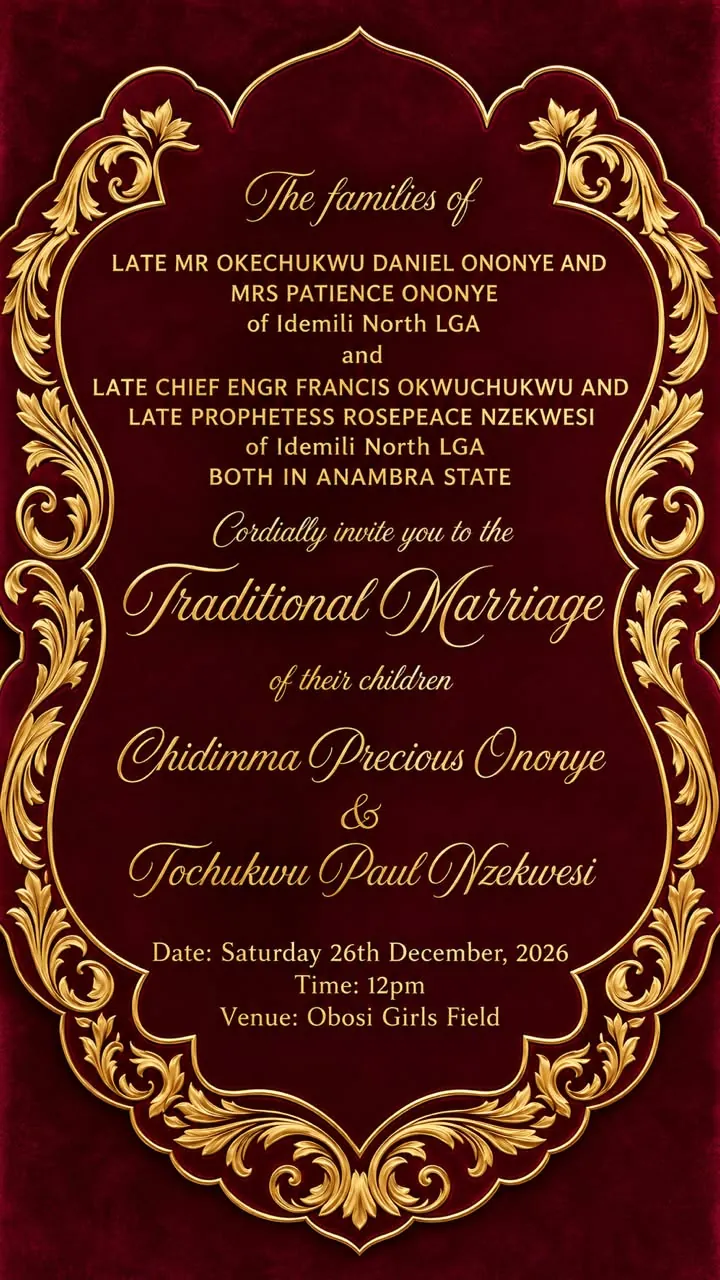 The families of
LATE MR OKECHUKWU DANIEL ONONYE AND
MRS PATIENCE ONONYE
of Idemili North LGA
and
LATE CHIEF ENGR FRANCIS OKWUCHUKWU AND
LATE PROPHETESS ROSEPEACE NZEKWESI
of Idemili North LGA
BOTH IN ANAMBRA STATE
Cordially invite you to the
Traditional Marriage
of their children
Chidimma Precious Ononye
&
Tochukwu Paul Nzekwesi
Date: Saturday 26th December, 2026
Time: 12pm
Venue: Obosi Girls Field